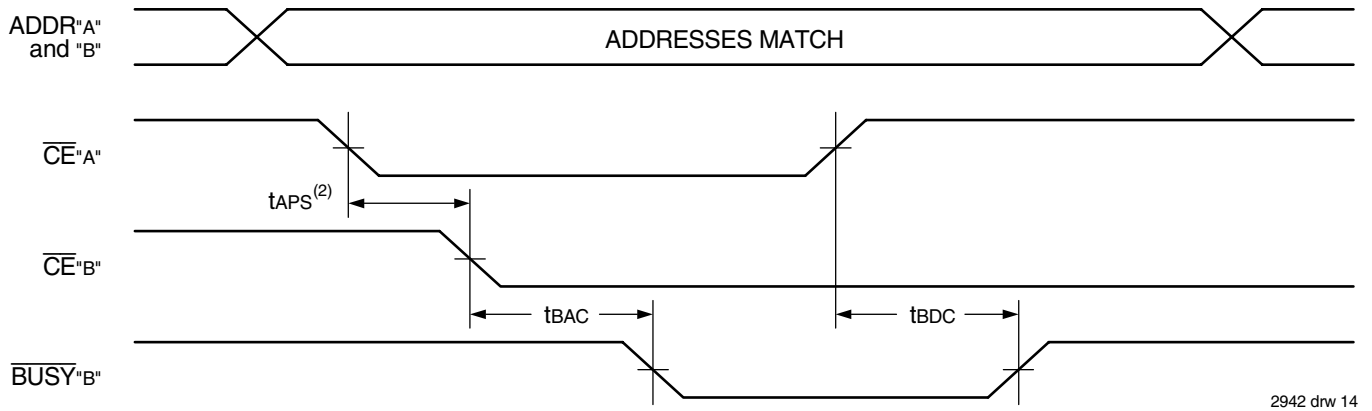 ADDR"A"
and "B"
ADDRESSES MATCH
CE"A"
tAPS(2)
CE"B"
tBAC
tBDC
BUSY"B"
2942 drw 14